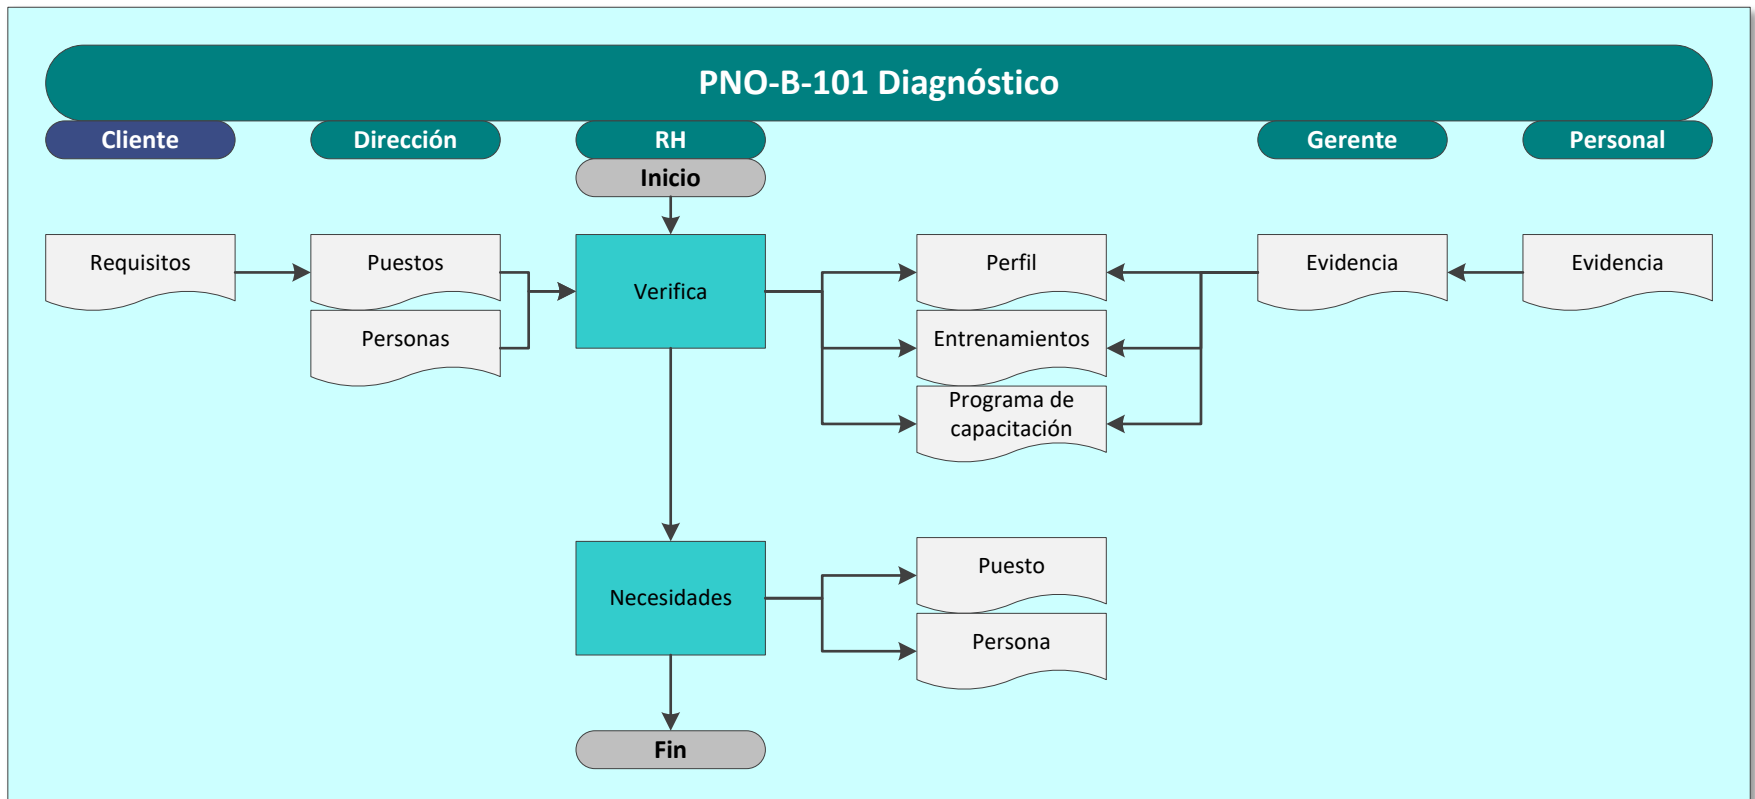 PNO-B-101 Diagnóstico
Cliente
Dirección
RH
Gerente
Personal
Inicio
Requisitos
Puestos
Personas
Verifica
Perfil
Entrenamientos
Programa de
capacitación
Evidencia
Evidencia
Necesidades
Puesto
Persona
Fin